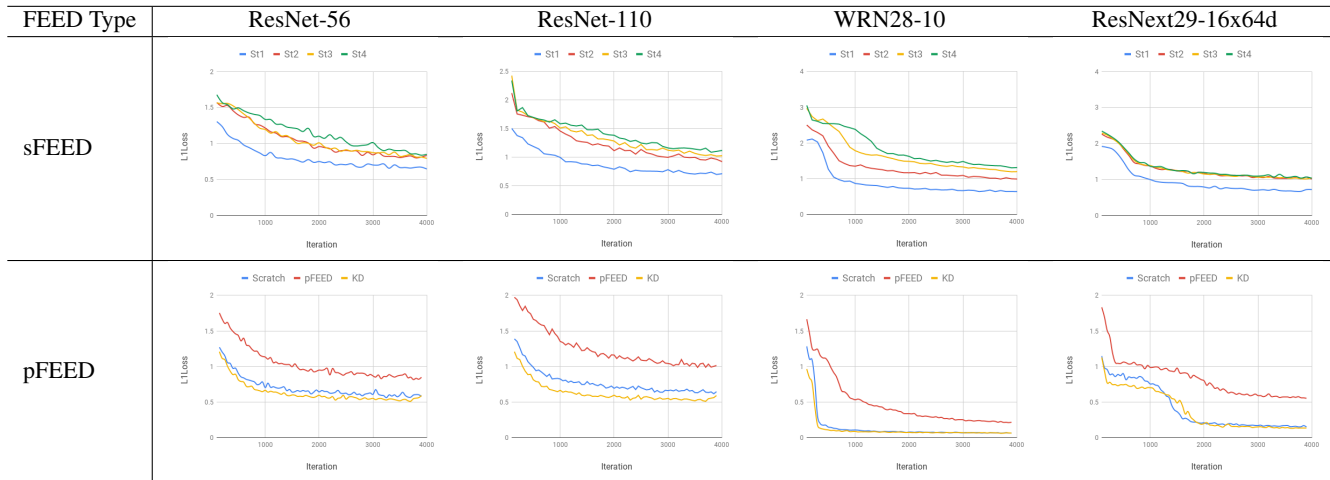 FEED Type ResNet-56 ResNet-110 WRN28-10 ResNext29-16x64d
sFEED
St1 St2 St3 St4
2
1.5
1
0.5
0
L1Loss
1000 2000 3000 4000
Iteration
St1 St2 St3 St4
2.5
2.0
1.5
1.0
0.5
0
L1Loss
1000 2000 3000 4000
Iteration
St1 St2 St3 St4
4
3
2
1
0
L1Loss
1000 2000 3000 4000
Iteration
St1 St2 St3 St4
4
3
2
1
0
L1Loss
1000 2000 3000 4000
Iteration
pFEED
Scratch pFEED KD
2
1.5
1
0.5
0
L1Loss
1000 2000 3000 4000
Iteration
Scratch pFEED KD
2
1.5
1
0.5
0
L1Loss
1000 2000 3000 4000
Iteration
Scratch pFEED KD
2
1.5
1
0.5
0
L1Loss
1000 2000 3000 4000
Iteration
Scratch pFEED KD
2
1.5
1
0.5
0
L1Loss
1000 2000 3000 4000
Iteration